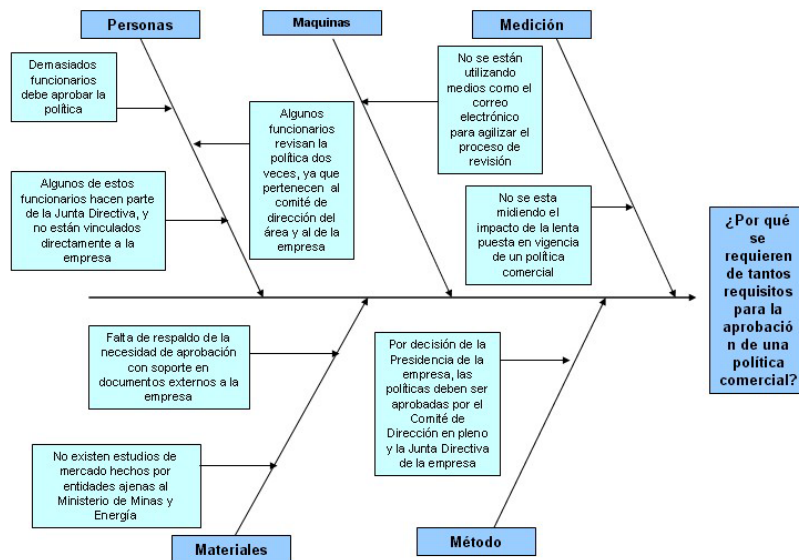 Personas
Maquinas
Medición
Demasiados
funcionarios
debe aprobar la
política
Algunos
funcionarios
revisan la
política dos
veces, ya que
pertenecen al
comité de
dirección del
área y al de la
empresa
No se están
utilizando
medios como el
correo
electrónico
para agilizar el
proceso de
revisión
Algunos de estos
funcionarios hacen parte
de la Junta Directiva, y
no están vinculados
directamente a la
empresa
No se esta
midiendo el
impacto de la lenta
puesta en vigencia
de un política
comercial
¿Por qué
se
requieren
de tantos
requisitos
para la
aprobació
n de una
política
comercial?
Falta de respaldo de la
necesidad de aprobación
con soporte en
documentos externos a la
empresa
Por decisión de la
Presidencia de la
empresa, las
políticas deben ser
aprobadas por el
Comité de
Dirección en pleno
y la Junta Directiva
de la empresa
No existen estudios de
mercado hechos por
entidades ajenas al
Ministerio de Minas y
Energía
Materiales
Método